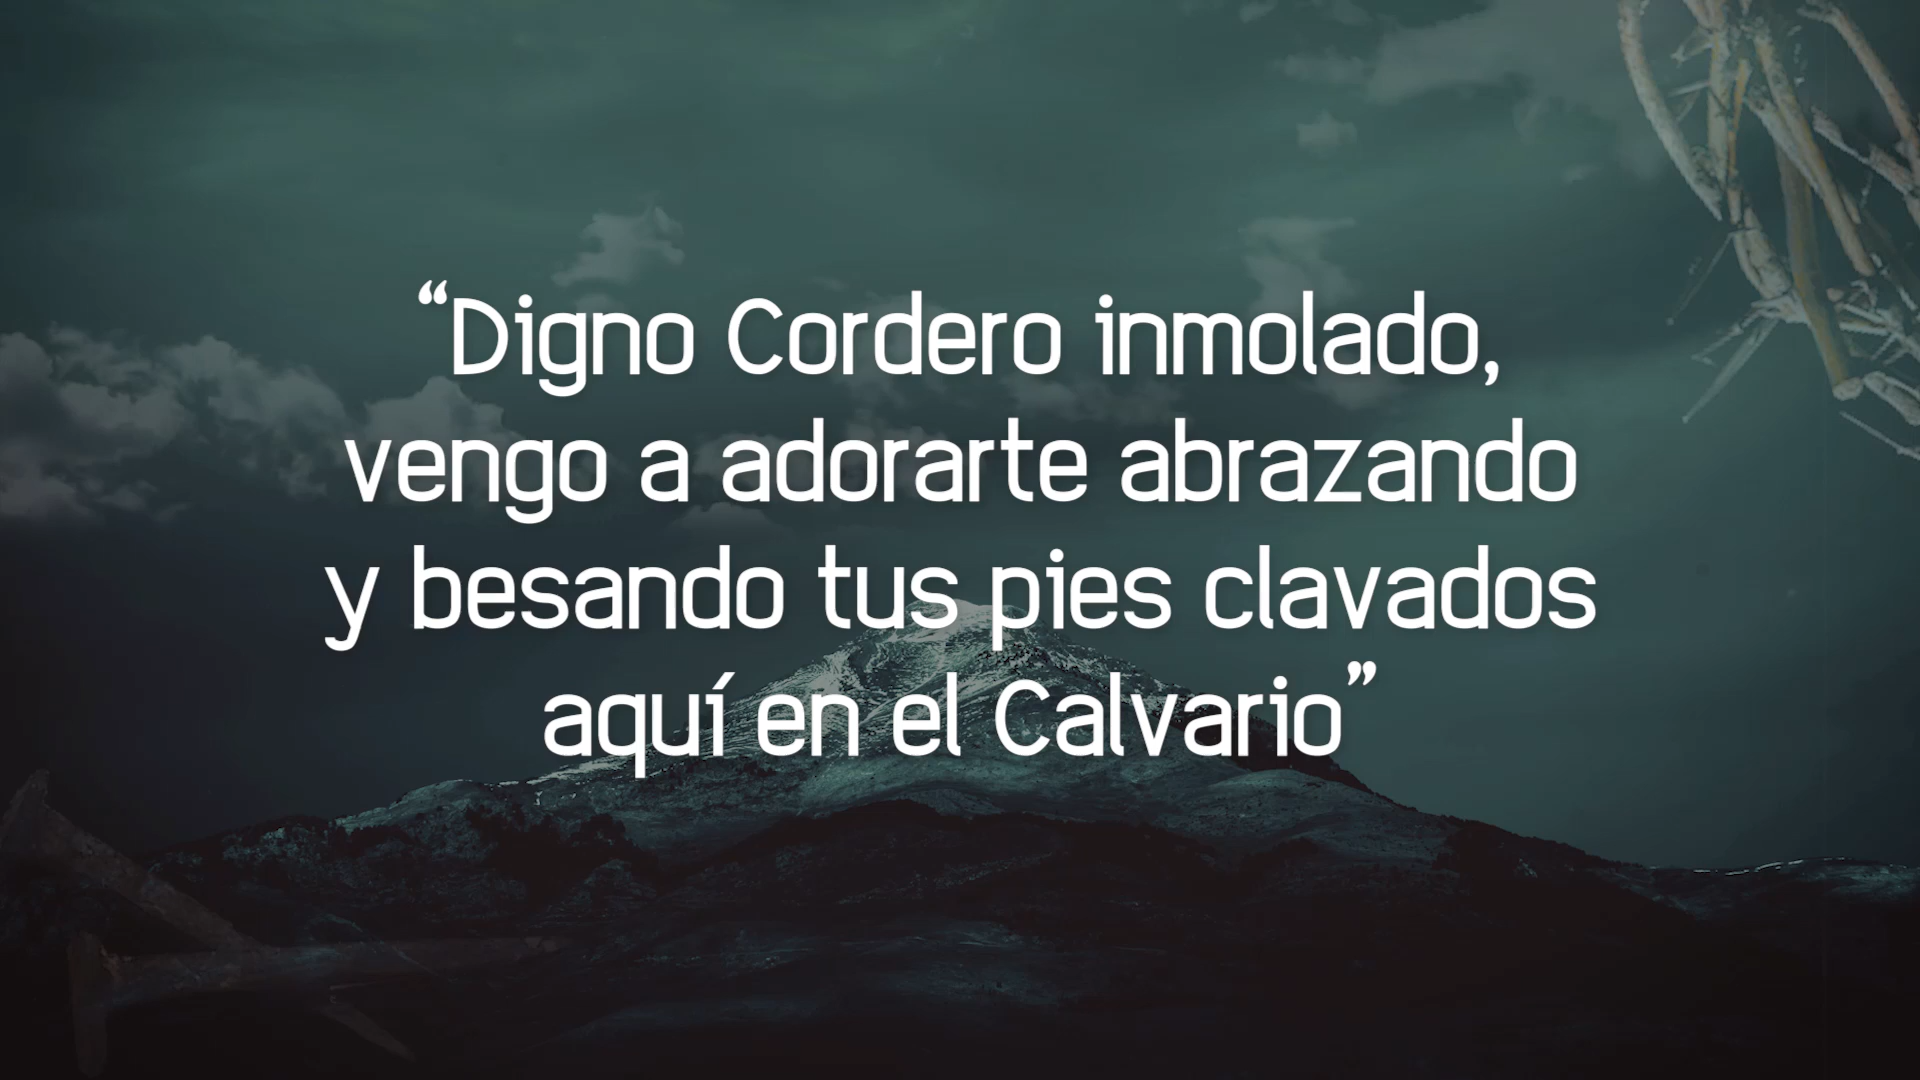 “Digno Cordero inmolado,
vengo a adorarte abrazando
y besando tus pies clavados
aquí en el Calvario”